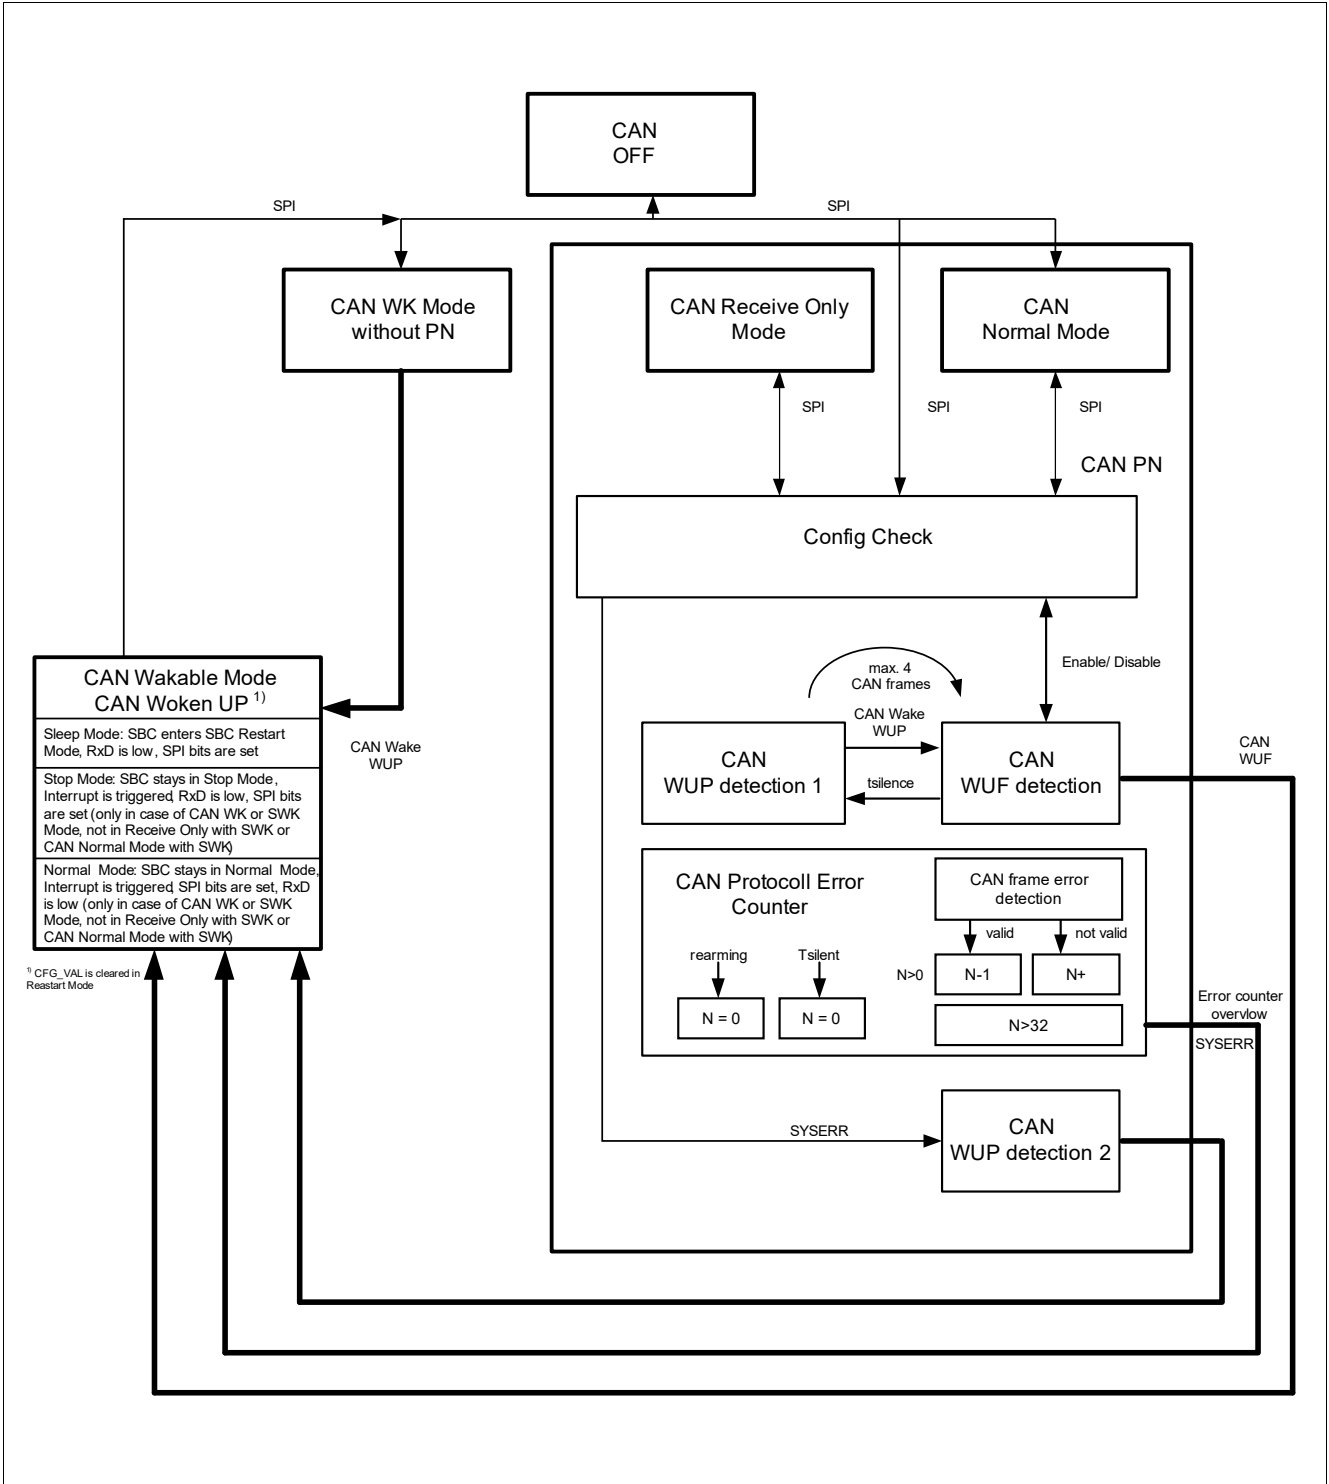 CAN
OFF
SPI
SPI
CAN WK Mode
without PN
CAN Receive Only
Mode
CAN
Normal Mode
SPI
SPI
SPI
CAN PN
Config Check
CAN Wakable Mode
CAN Woken UP 1)
Sleep Mode: SBC enters SBC Restart
Mode, RxD is low, SPI bits are set
Stop Mode: SBC stays in Stop Mode,
Interrupt is triggered, RxD is low, SPI bits
are set (only in case of CAN WK or SWK
Mode, not in Receive Only with SWK or
CAN Normal Mode with SWK)
Normal Mode: SBC stays in Normal Mode,
Interrupt is triggered, SPI bits are set, RxD
is low (only in case of CAN WK or SWK
Mode, not in Receive Only with SWK or
CAN Normal Mode with SWK)
1) CFG_VAL is cleared in
Reastart Mode
CAN Wake
WUP
max. 4
CAN frames
Enable/ Disable
CAN Wake
WUP
CAN
WUP detection 1
tsilence
CAN
WUF detection
CAN
WUF
CAN Protocoll Error
Counter
CAN frame error
detection
valid
not valid
rearming
Tsilent
N>0
N-1
N+
N = 0
N = 0
N>32
Error counter
overvlow
SYSERR
SYSERR
CAN
WUP detection 2